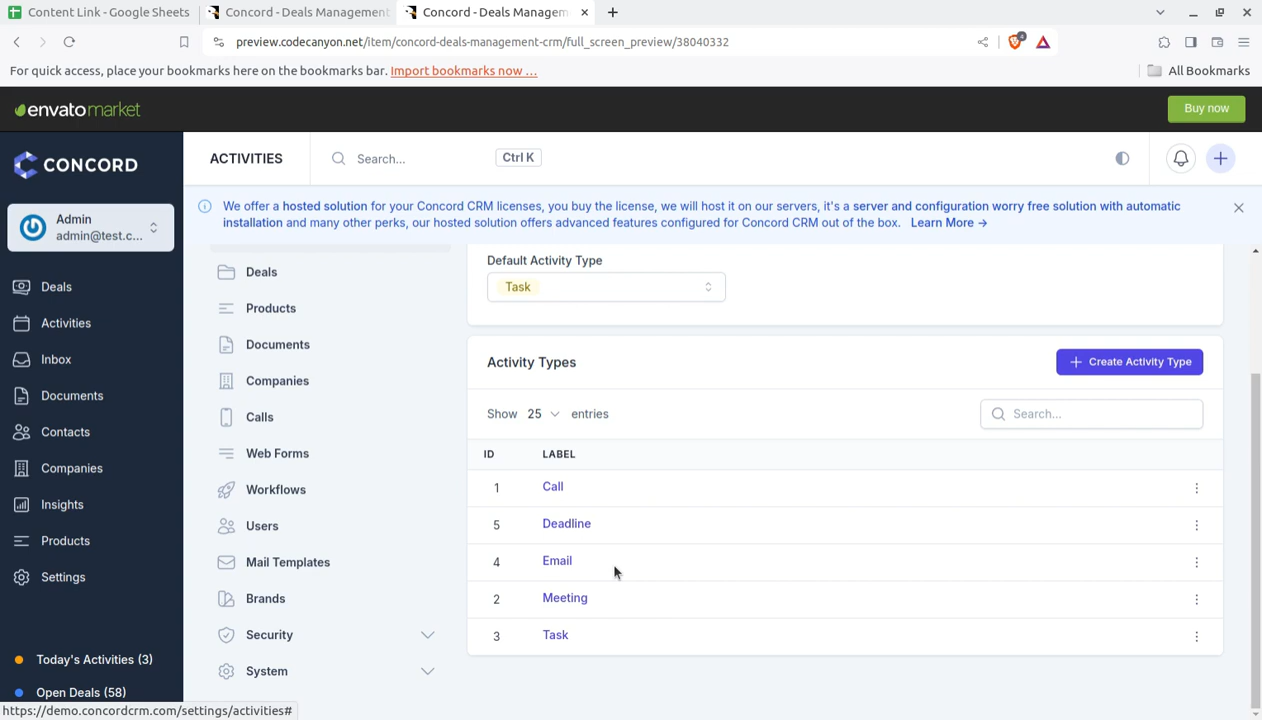 Content Link - Google Sheets
Concord - Deals Management
Concord - Deals Managem
preview.codecanyon.net/item/concord-deals-management-crm/full_screen_preview/38040332
4
For quick access, place your bookmarks here on the bookmarks bar. Import bookmarks now ...
All Bookmarks
envatomarket
Buy now
CONCORD
ACTIVITIES
Search...
Ctrl K
Admin
admin@test.c...
We offer a hosted solution for your Concord CRM licenses, you buy the license, we will host it on our servers, it's a server and configuration worry free solution with automatic
installation and many other perks, our hosted solution offers advanced features configured for Concord CRM out of the box. Learn More →
Deals
Activities
Inbox
Documents
Contacts
Companies
Insights
Products
Settings
Today's Activities (3)
Open Deals (58)
Deals
Products
Documents
Companies
Calls
Web Forms
Workflows
Users
Mail Templates
Brands
Security
System
Default Activity Type
Task
Activity Types
Create Activity Type
Show 25 entries
Search...
ID LABEL
1 Call
5 Deadline
4 Email
2 Meeting
3 Task
https://demo.concordcrm.com/settings/activities#